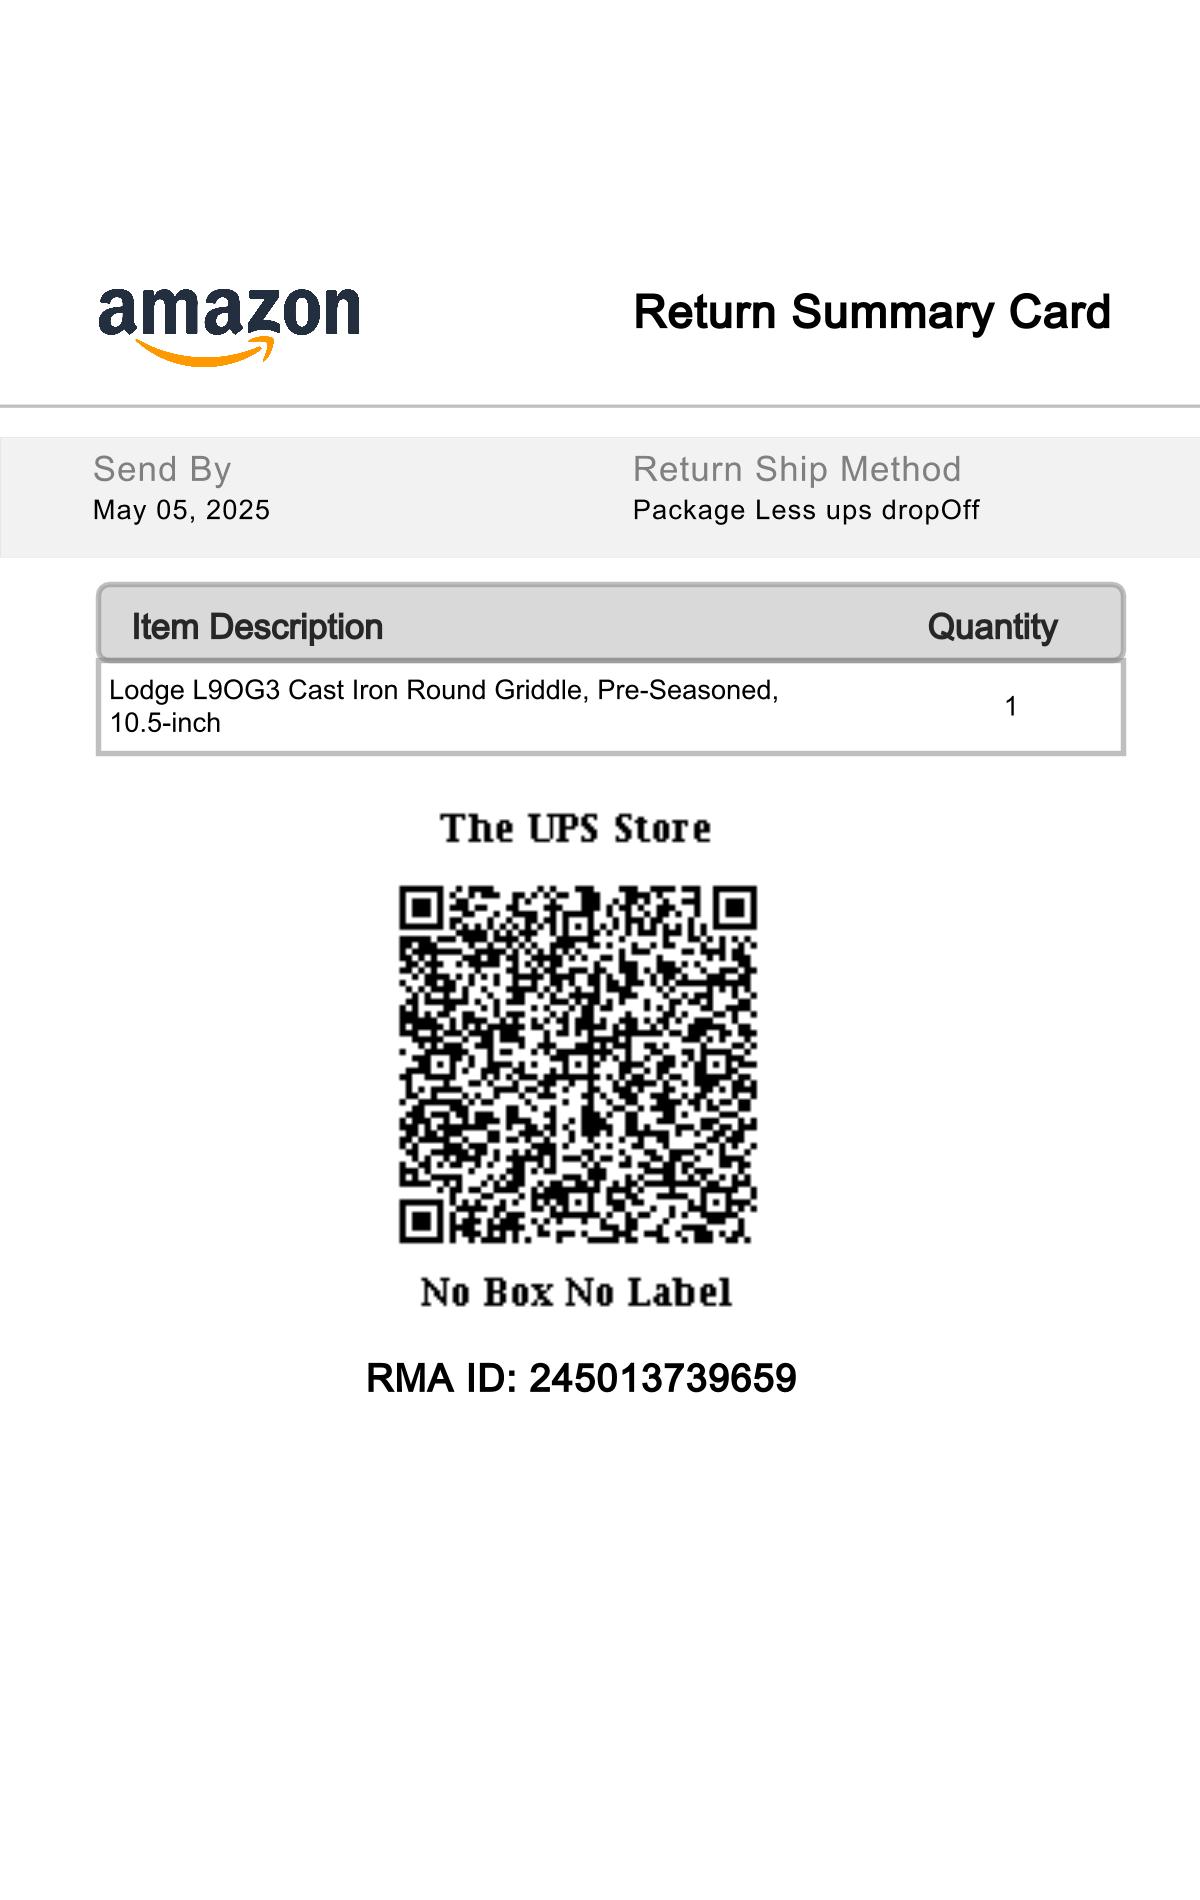 amazon
Return Summary Card
Send By
Return Ship Method
May 05, 2025
Package Less ups dropOff
Item Description
Quantity
Lodge L9OG3 Cast Iron Round Griddle, Pre-Seasoned,
10.5-inch
1
The UPS Store
No Box No Label
RMA ID: 245013739659